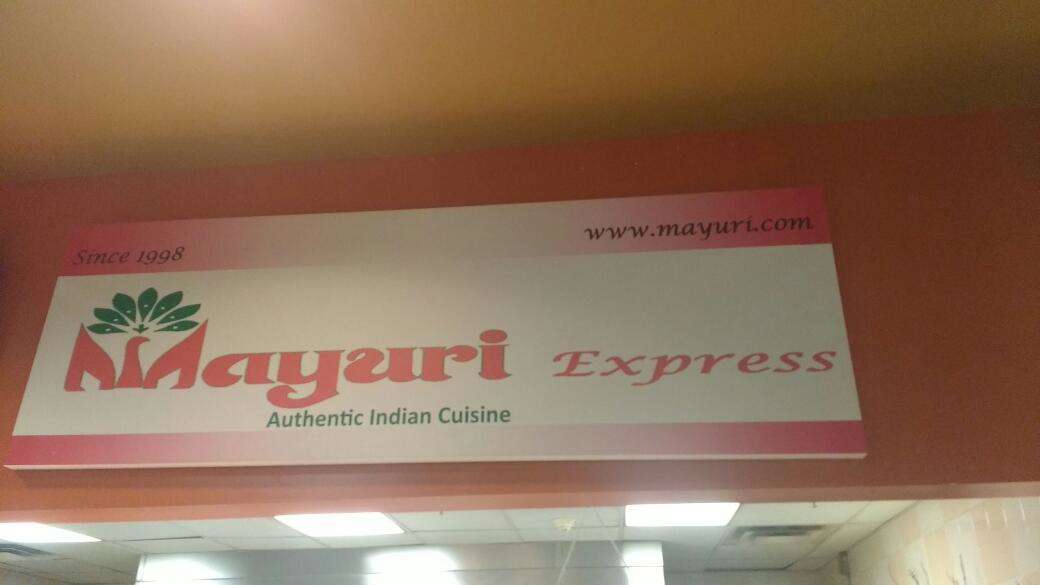 Since 1998
www.mayuri.com
Mayuri Express
Authentic Indian Cuisine